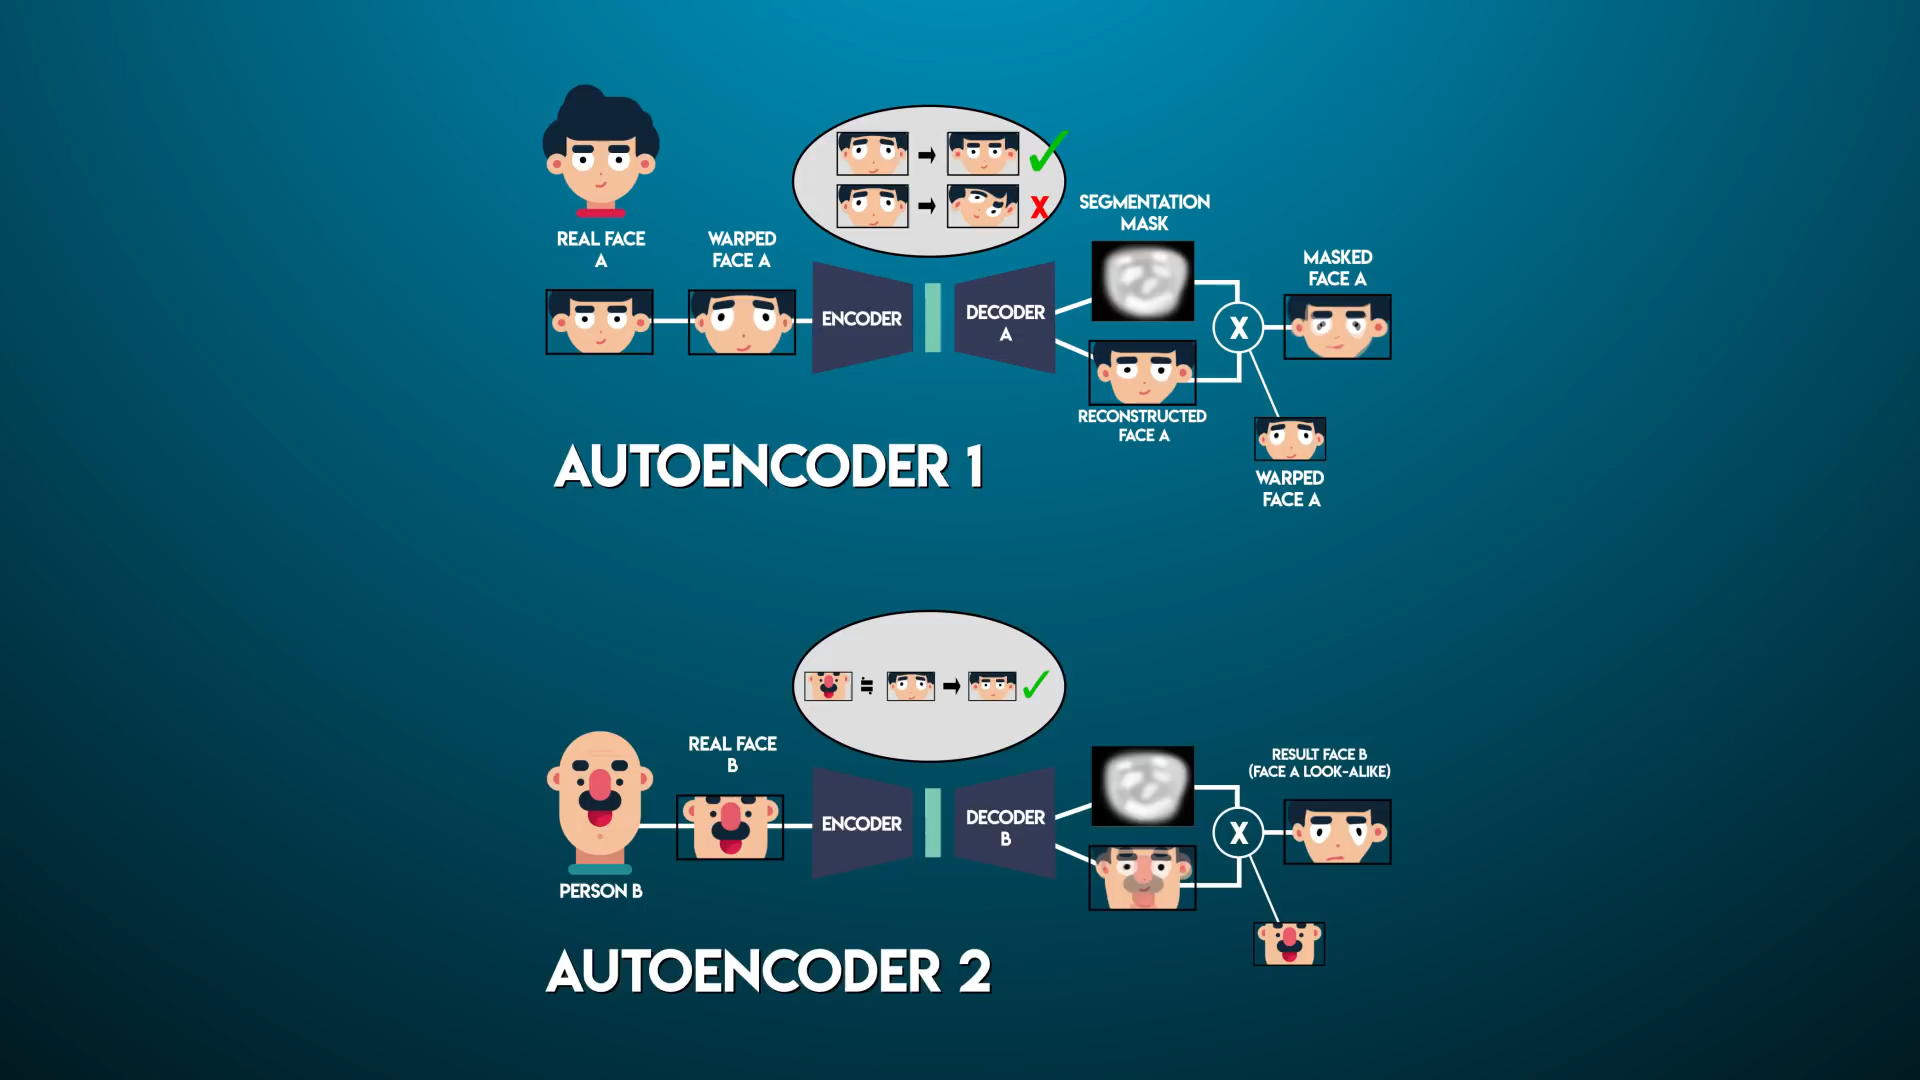 REAL FACE
A
WARPED
FACE A
ENCODER
DECODER
A
SEGMENTATION
MASK
X
RECONSTRUCTED
FACE A
X
MASKED
FACE A
WARPED
FACE A
AUTOENCODER 1
PERSON B
REAL FACE
B
ENCODER
DECODER
B
X
RESULT FACE B
(FACE A LOOK-ALIKE)
AUTOENCODER 2